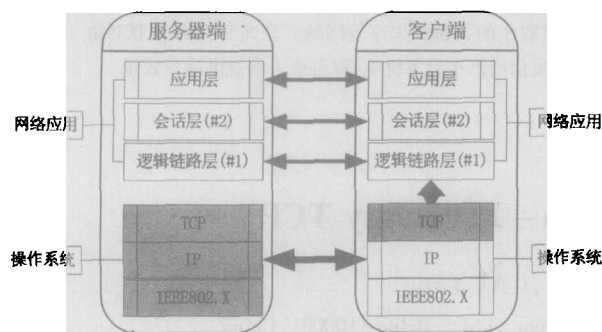 服务器端
客户端
应用层
应用层
会话层(#2)
会话层(#2)
网络应用
网络应用
逻辑链路层(#1)
逻辑链路层(#1)
TCP
TCP
操作系统
IP
IP
操作系统
IEEE802.X
IEEE802.X